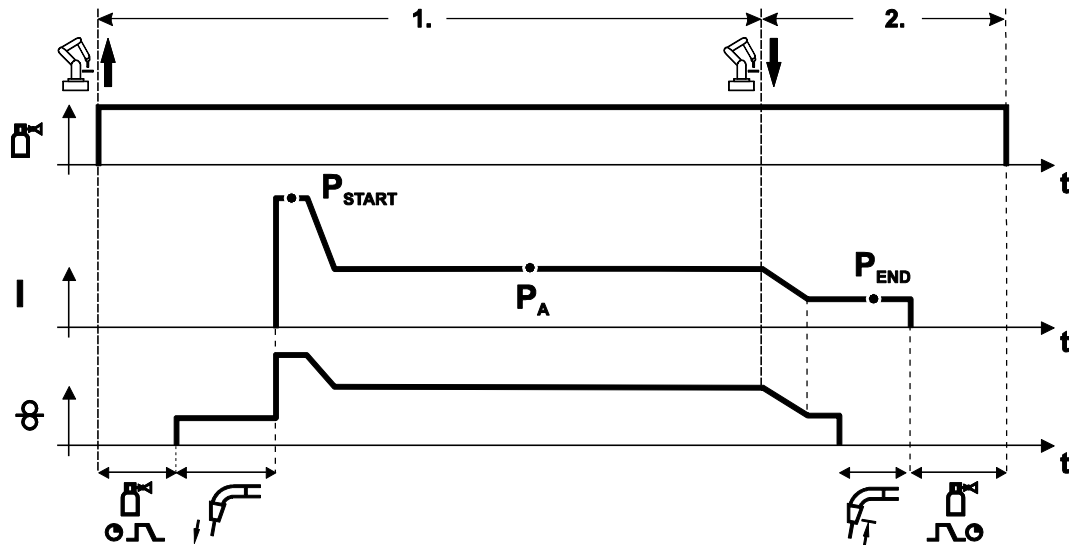 1. 2.
t
P_START
P_A
P_END
I
t
t